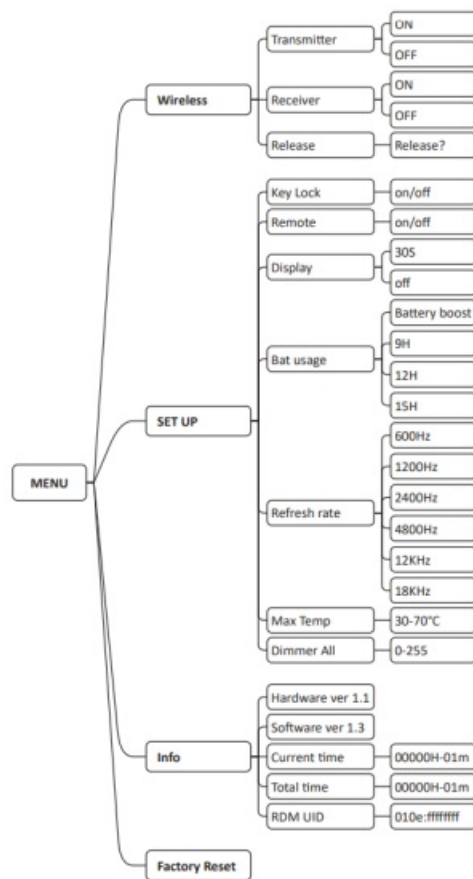 MENU
Wireless
Transmitter
ON
OFF
Receiver
ON
OFF
Release
Release?
SET UP
Key Lock
on/off
Remote
on/off
Display
30S
off
Bat usage
Battery boost
9H
12H
15H
Refresh rate
600Hz
1200Hz
2400Hz
4800Hz
12KHz
18KHz
Max Temp
30-70°C
Dimmer All
0-255
Info
Hardware ver 1.1
Software ver 1.3
Current time
00000H-01m
Total time
00000H-01m
RDM UID
010e:ffffffff
Factory Reset